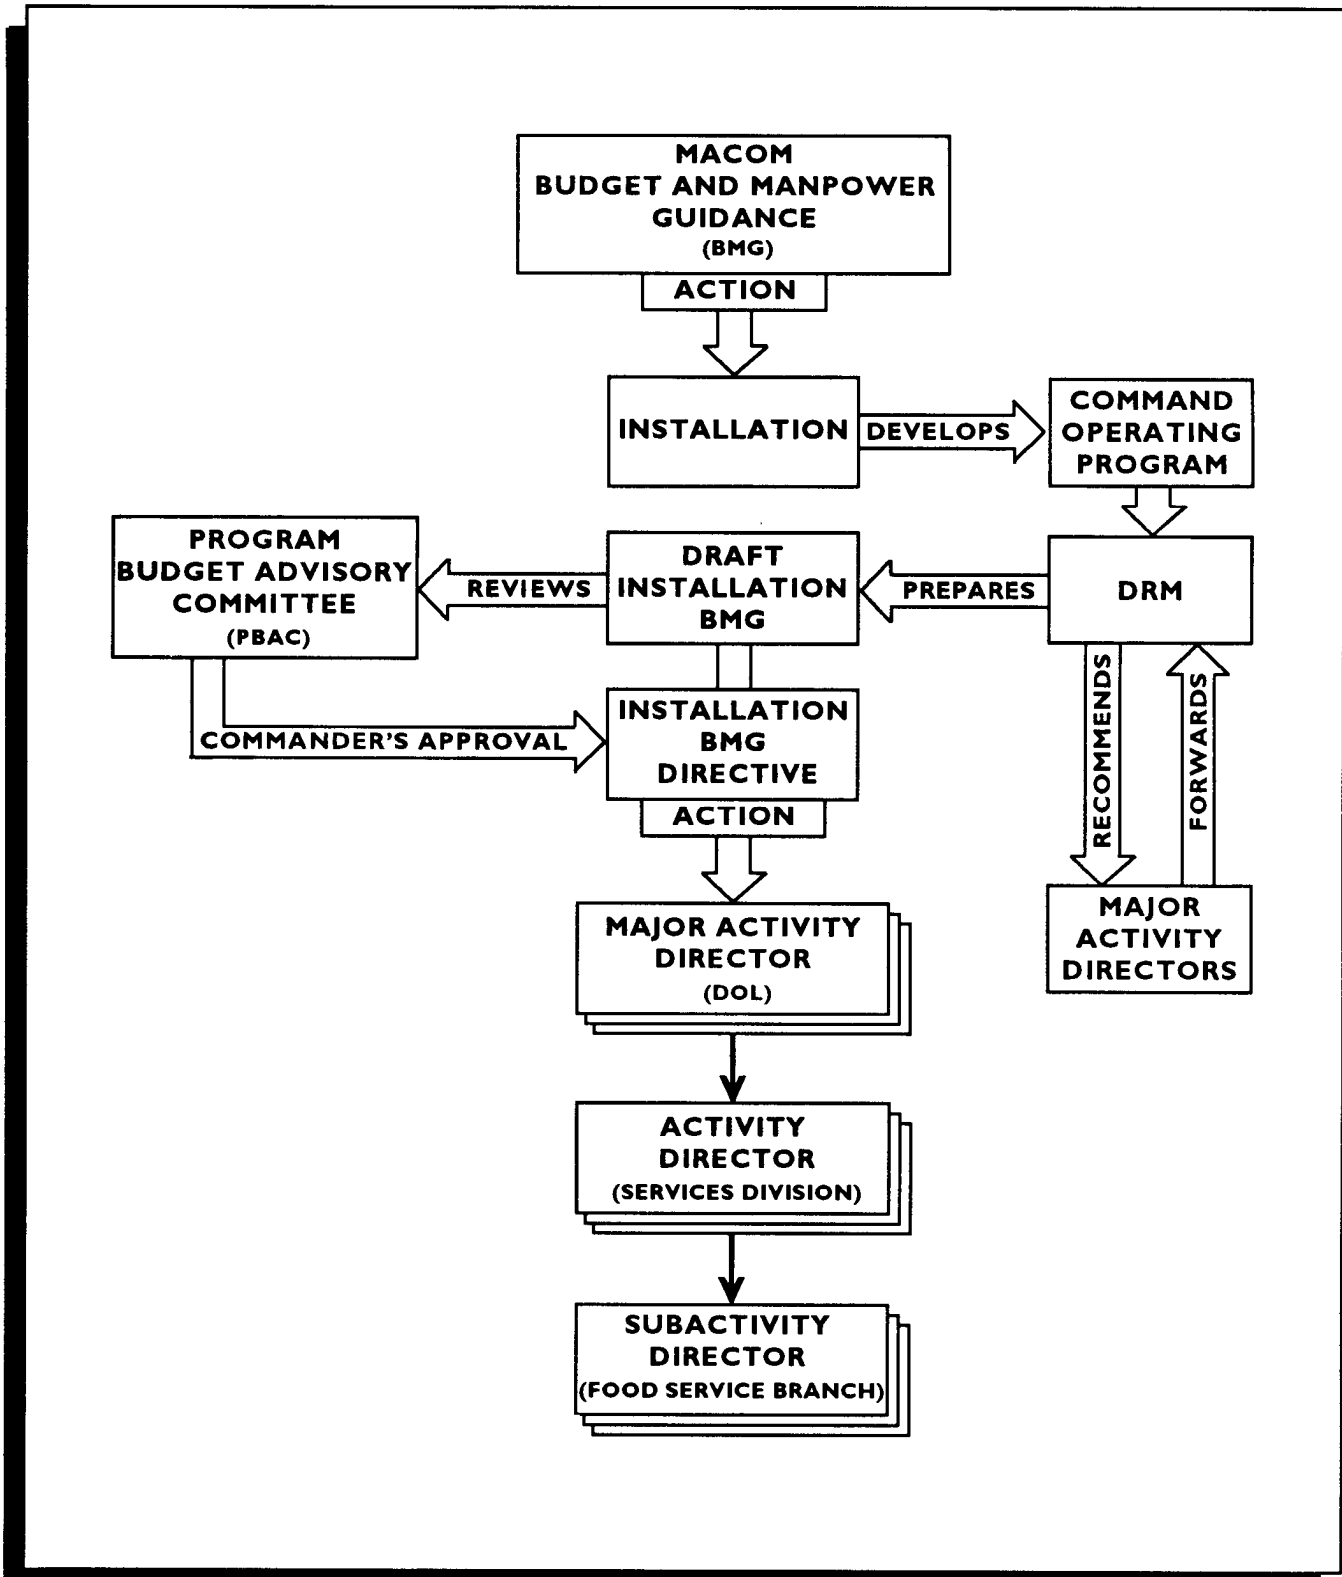 MACOM
BUDGET AND MANPOWER
GUIDANCE
(BMG)
ACTION
INSTALLATION
DEVELOPS
COMMAND
OPERATING
PROGRAM
PROGRAM
BUDGET ADVISORY
COMMITTEE
(PBAC)
REVIEWS
DRAFT
INSTALLATION
BMG
PREPARES
DRM
COMMANDER'S APPROVAL
INSTALLATION
BMG
DIRECTIVE
ACTION
RECOMMENDS
FORWARDS
MAJOR
ACTIVITY
DIRECTORS
MAJOR ACTIVITY
DIRECTOR
(DOL)
ACTIVITY
DIRECTOR
(SERVICES DIVISION)
SUBACTIVITY
DIRECTOR
(FOOD SERVICE BRANCH)